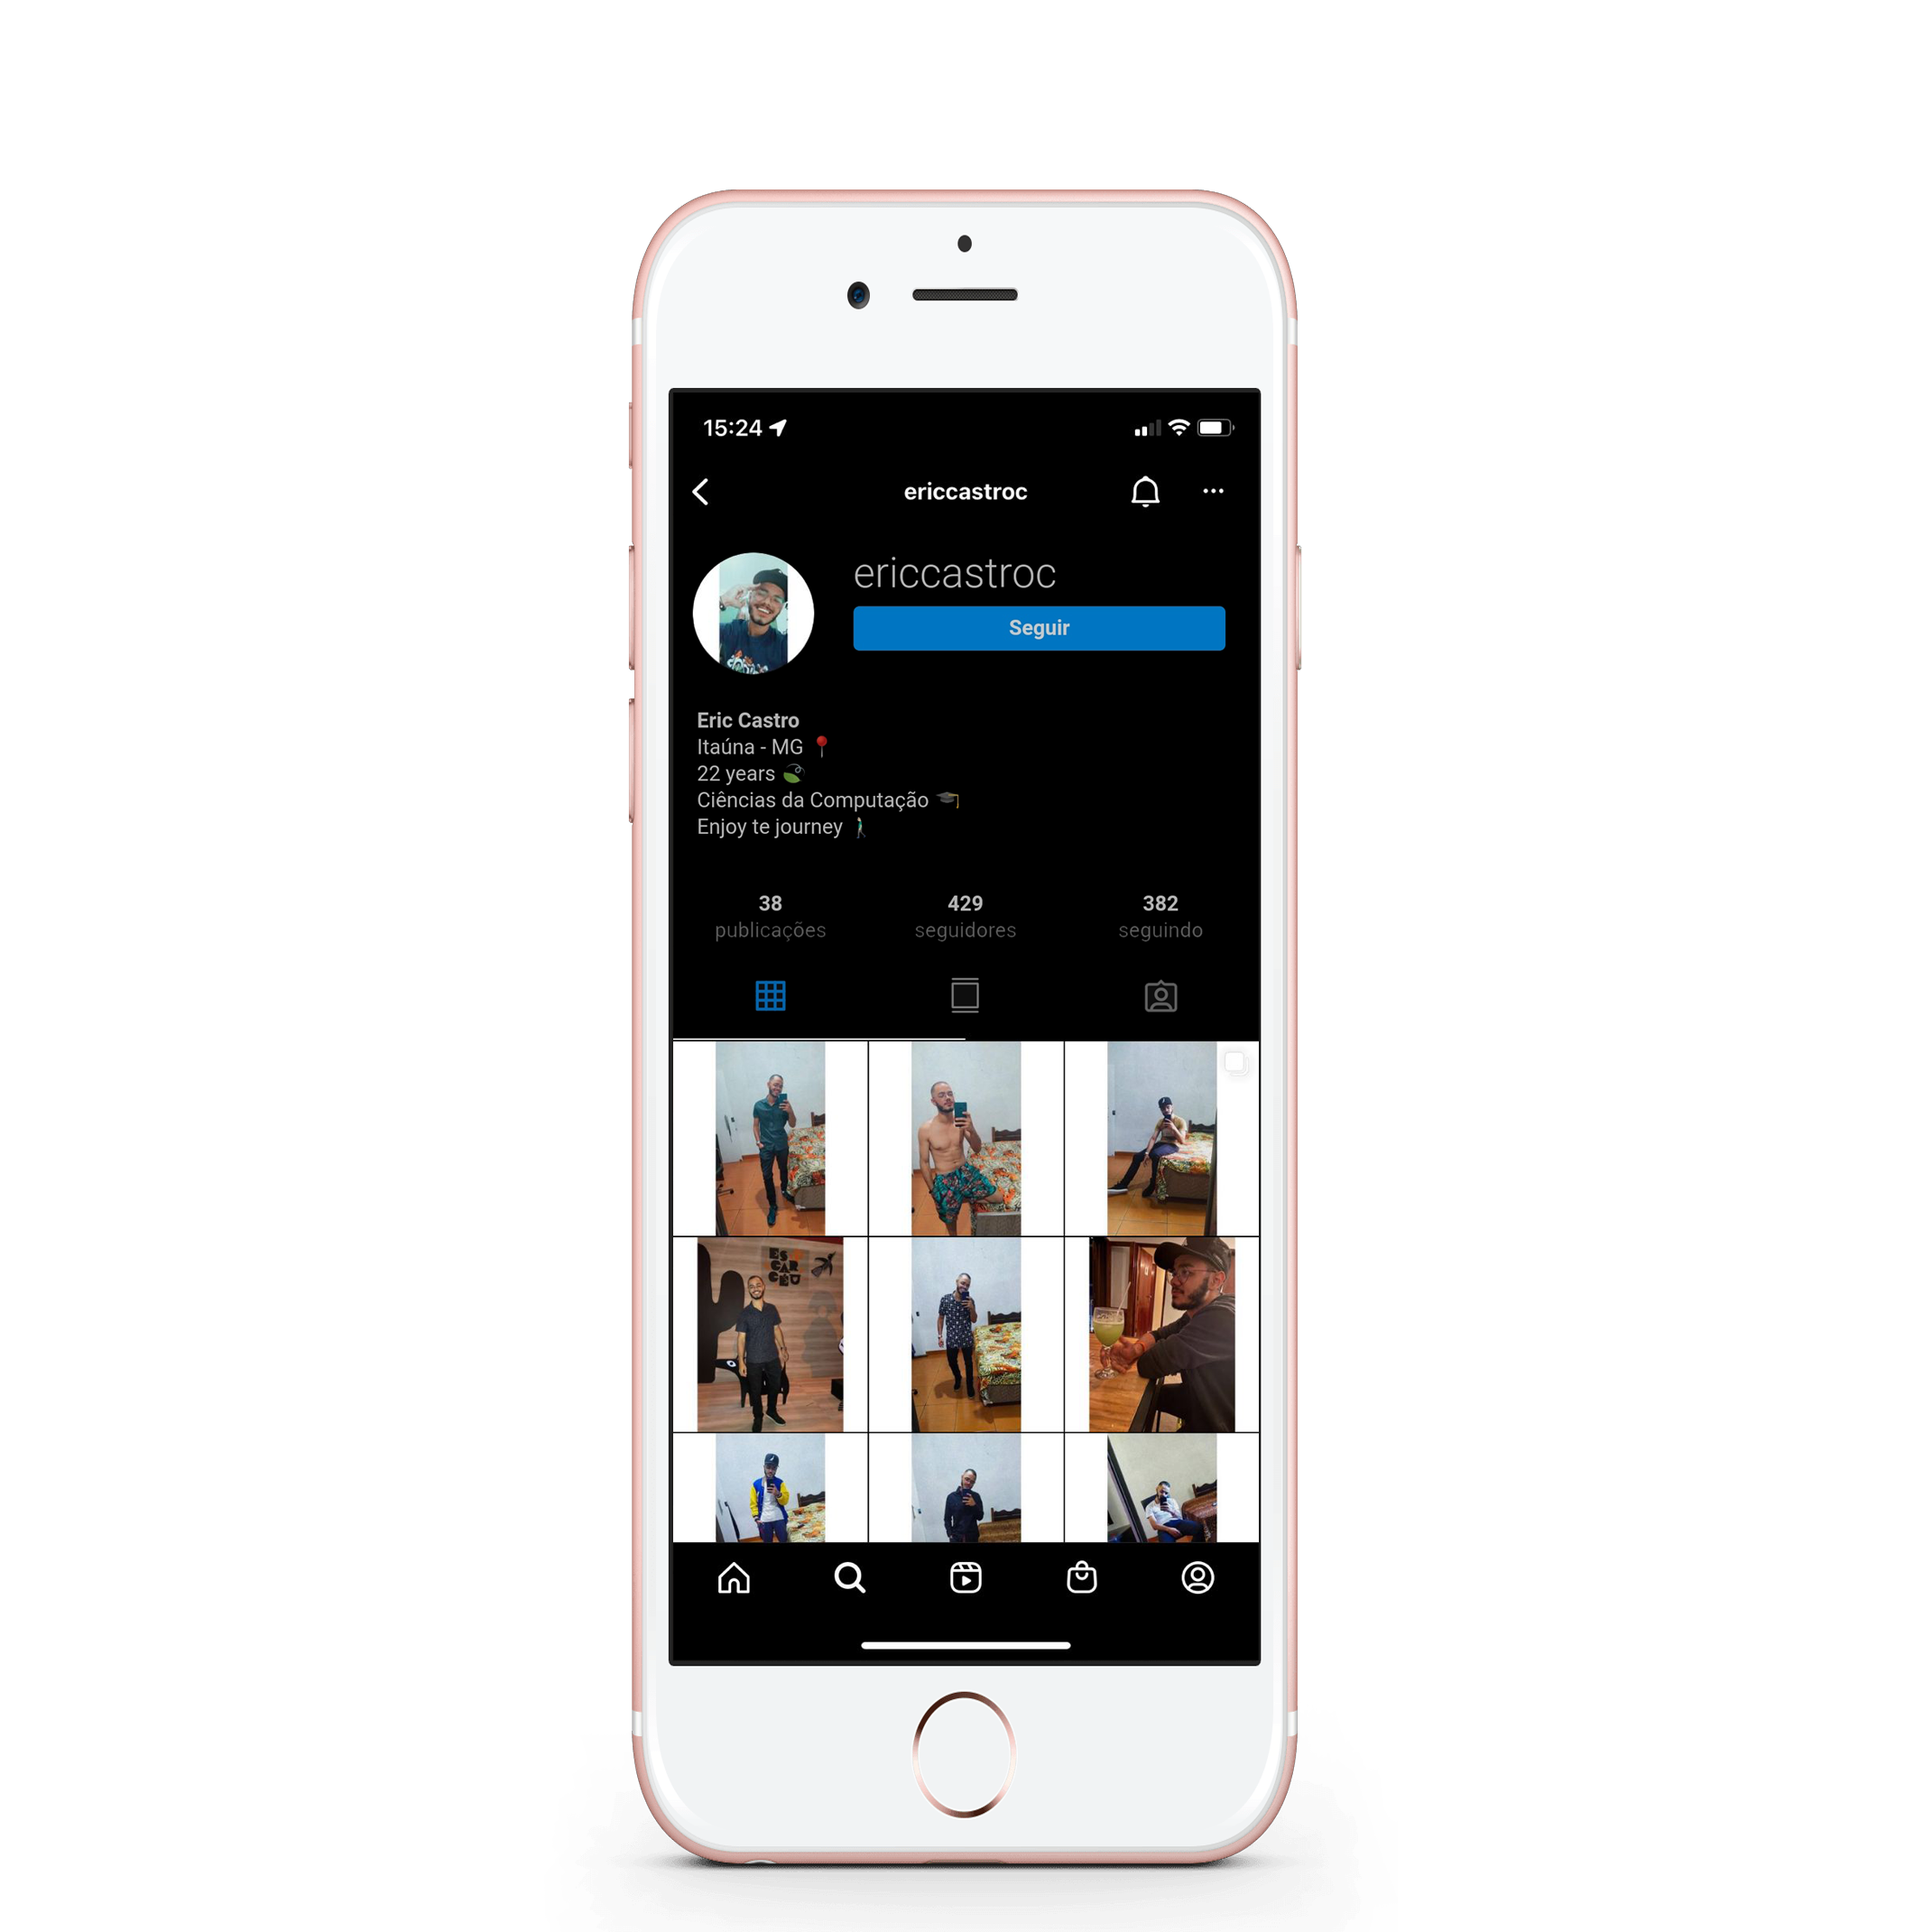 15:24
ericcastroc
ericcastroc
Seguir
Eric Castro
Itaúna - MG
22 years
Ciências da Computação
Enjoy te journey
38
429
382
publicações
seguidores
seguindo
ES
CAR
CÉU